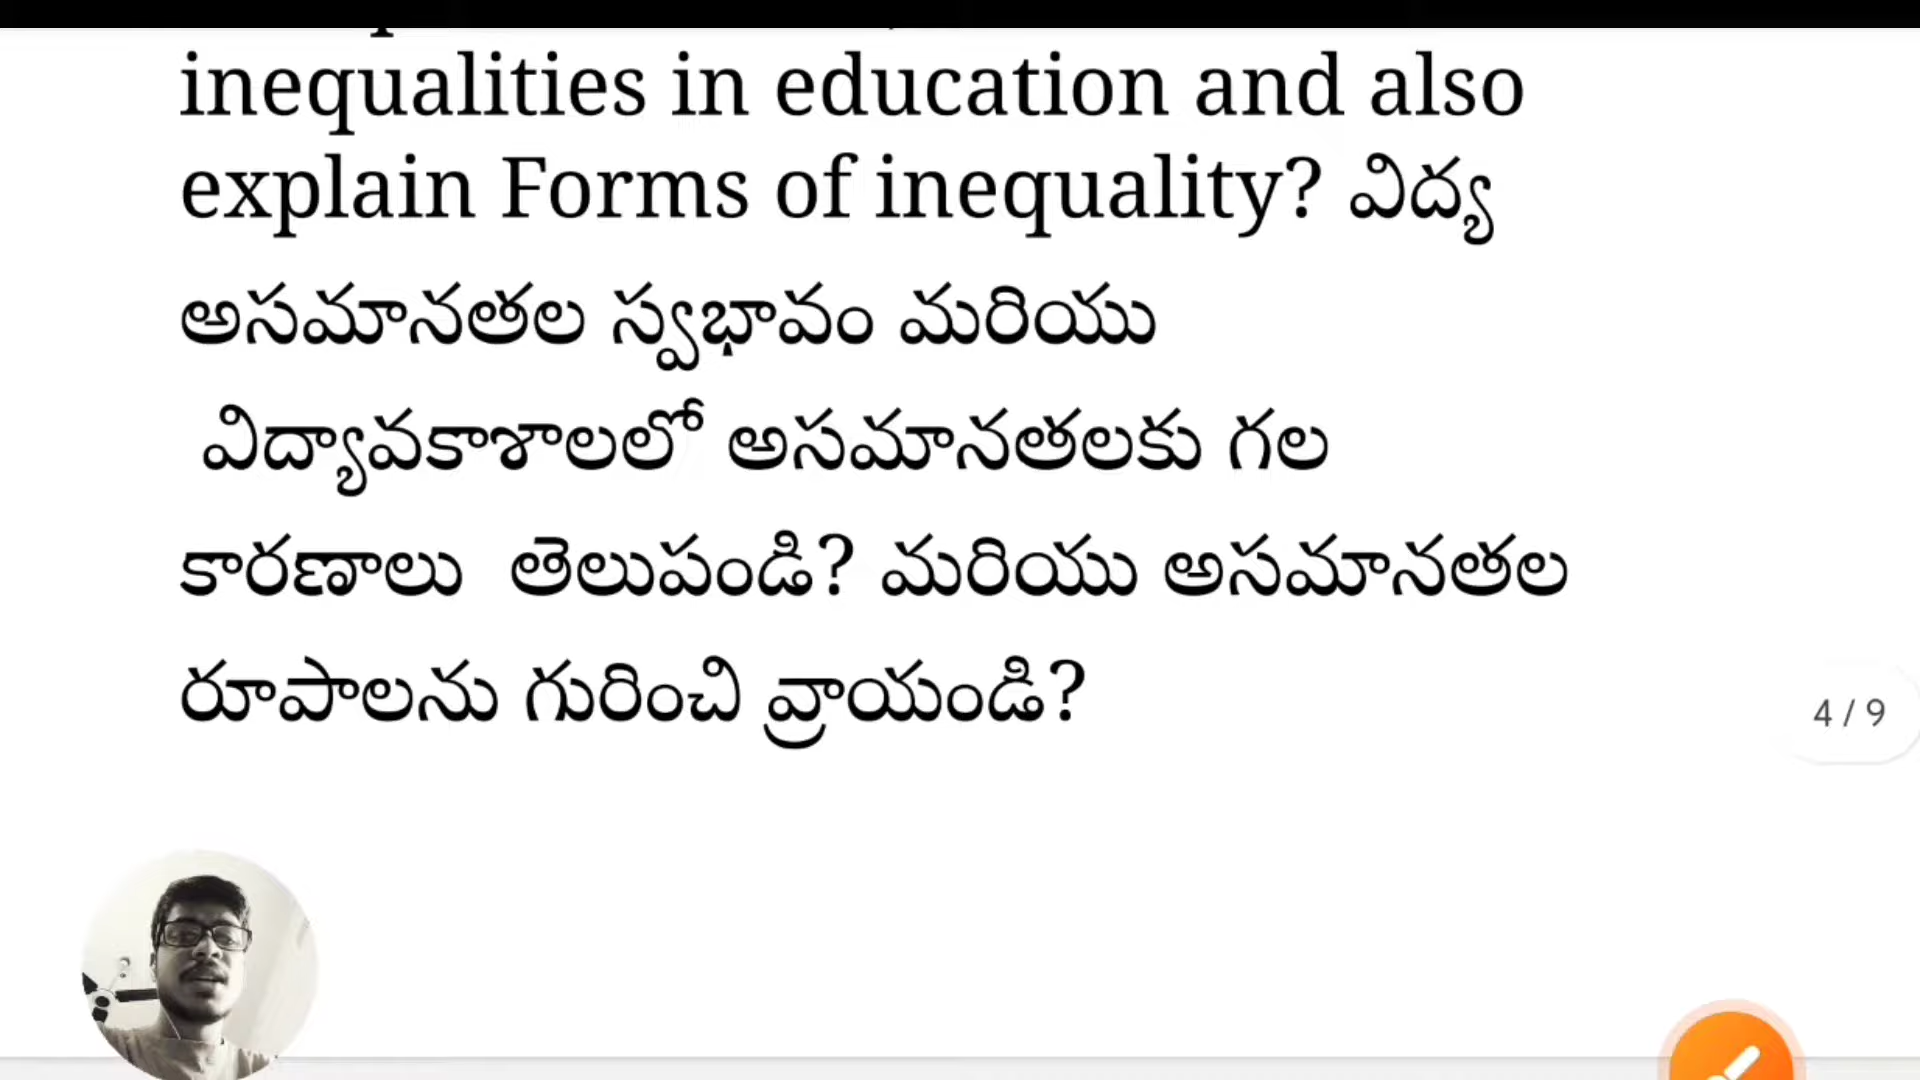 inequalities in education and also
explain Forms of inequality? విద్య
అసమానతల స్వభావం మరియు
విద్యావకాశాలలో అసమానతలకు గల
కారణాలు తెలుపండి? మరియు అసమానతల
రూపాలను గురించి వ్రాయండి?
4 / 9